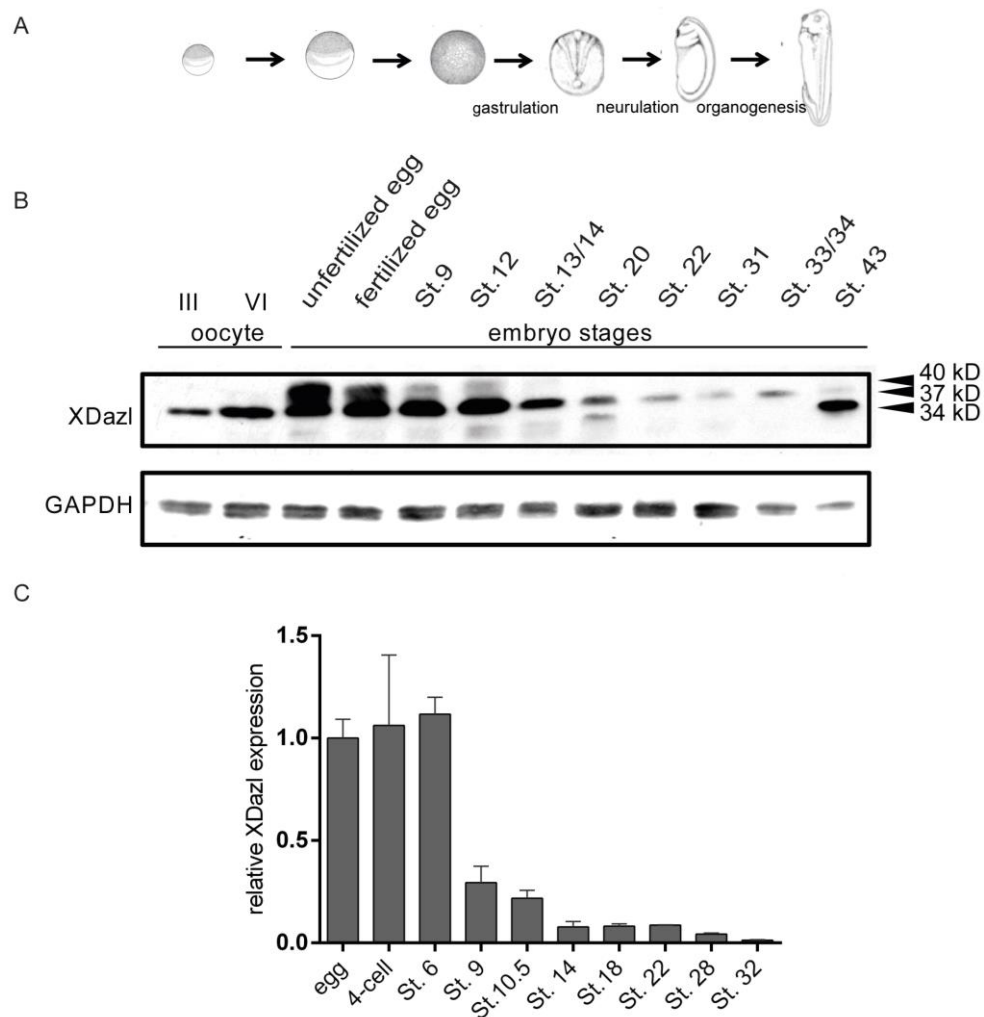 A
gastrulation neurulation organogenesis
B
unfertilized egg
fertilized egg
St.9
St.12
St.13/14
St. 20
St. 22
St. 31
St. 33/34
St. 43
III VI
oocyte embryo stages
XDazl
40 kD
37 kD
34 kD
GAPDH
C
relative XDazl expression
1.5
1.0
0.5
0.0
egg
4-cell
St. 6
St. 9
St.10.5
St. 14
St.18
St. 22
St. 28
St. 32